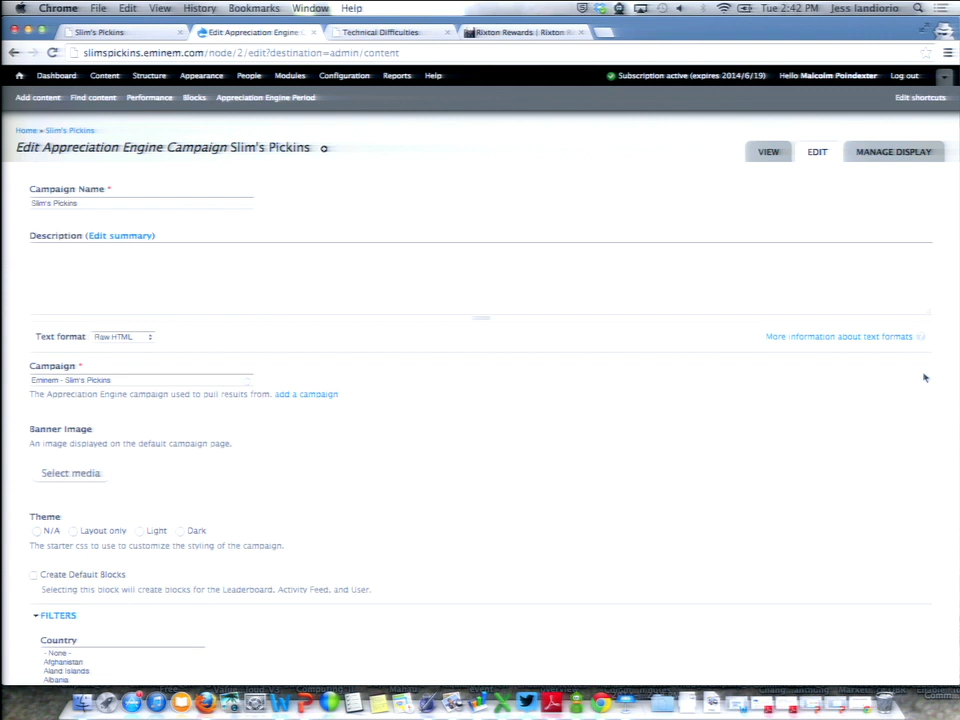 Chrome File Edit View History Bookmarks Window Help Tue 2:42 PM Jess Iandiorio
Slim's Pickins Edit Appreciation Engine C Technical Difficulties Rixton Rewards | Rixton R
slimspickins.eminem.com/node/2/edit?destination=admin/content
Dashboard Content Structure Appearance People Modules Configuration Reports Help Subscription active (expires 2014/6/19) Hello Malcolm Poindexter Log out
Add content Find content Performance Blocks Appreciation Engine Period Edit shortcuts
Home » Slim's Pickins
Edit Appreciation Engine Campaign Slim's Pickins
VIEW EDIT MANAGE DISPLAY
Campaign Name *
Slim's Pickins
Description (Edit summary)
Text format Raw HTML More information about text formats
Campaign *
Eminem - Slim's Pickins
The Appreciation Engine campaign used to pull results from. add a campaign
Banner Image
An image displayed on the default campaign page.
Select media
Theme
N/A Layout only Light Dark
The starter css to use to customize the styling of the campaign.
Create Default Blocks
Selecting this block will create blocks for the Leaderboard, Activity Feed, and User.
FILTERS
Country
- None -
Afghanistan
Aland Islands
Albania